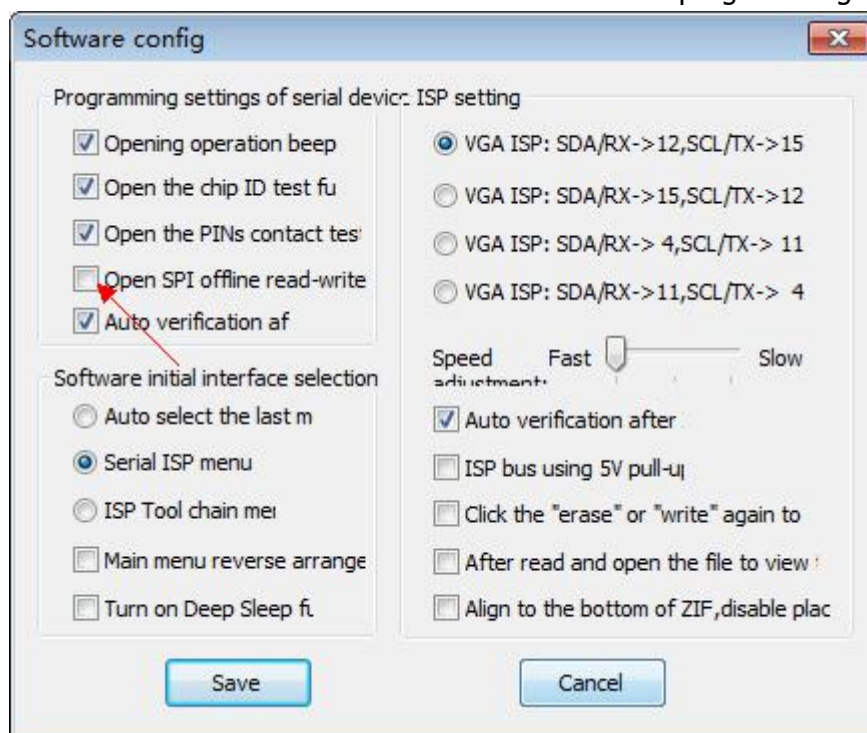 Software config
Programming settings of serial devic
Opening operation beep
Open the chip ID test fu
Open the PINs contact tes
Open SPI offline read-write
Auto verification af
Software initial interface selection
Auto select the last m
Serial ISP menu
ISP Tool chain me
Main menu reverse arrange
Turn on Deep Sleep f
ISP setting
VGA ISP: SDA/RX->12,SCL/TX->15
VGA ISP: SDA/RX->15,SCL/TX->12
VGA ISP: SDA/RX-> 4,SCL/TX-> 11
VGA ISP: SDA/RX->11,SCL/TX-> 4
Speed Fast Slow
adjustment:
Auto verification after
ISP bus using 5V pull-u
Click the "erase" or "write" again to
After read and open the file to view
Align to the bottom of ZIF,disable plac
Save
Cancel